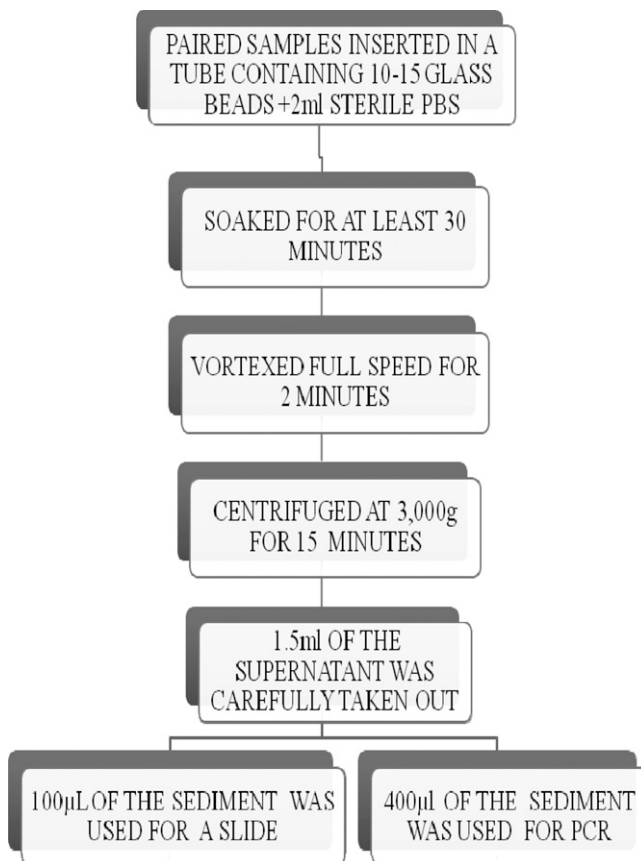 PAIRED SAMPLES INSERTED IN A
TUBE CONTAINING 10-15 GLASS
BEADS +2ml STERILE PBS
SOAKED FOR AT LEAST 30
MINUTES
VORTEXED FULL SPEED FOR
2 MINUTES
CENTRIFUGED AT 3,000g
FOR 15 MINUTES
1.5ml OF THE
SUPERNATANT WAS
CAREFULLY TAKEN OUT
100µL OF THE SEDIMENT WAS
USED FOR A SLIDE
400µl OF THE SEDIMENT
WAS USED FOR PCR